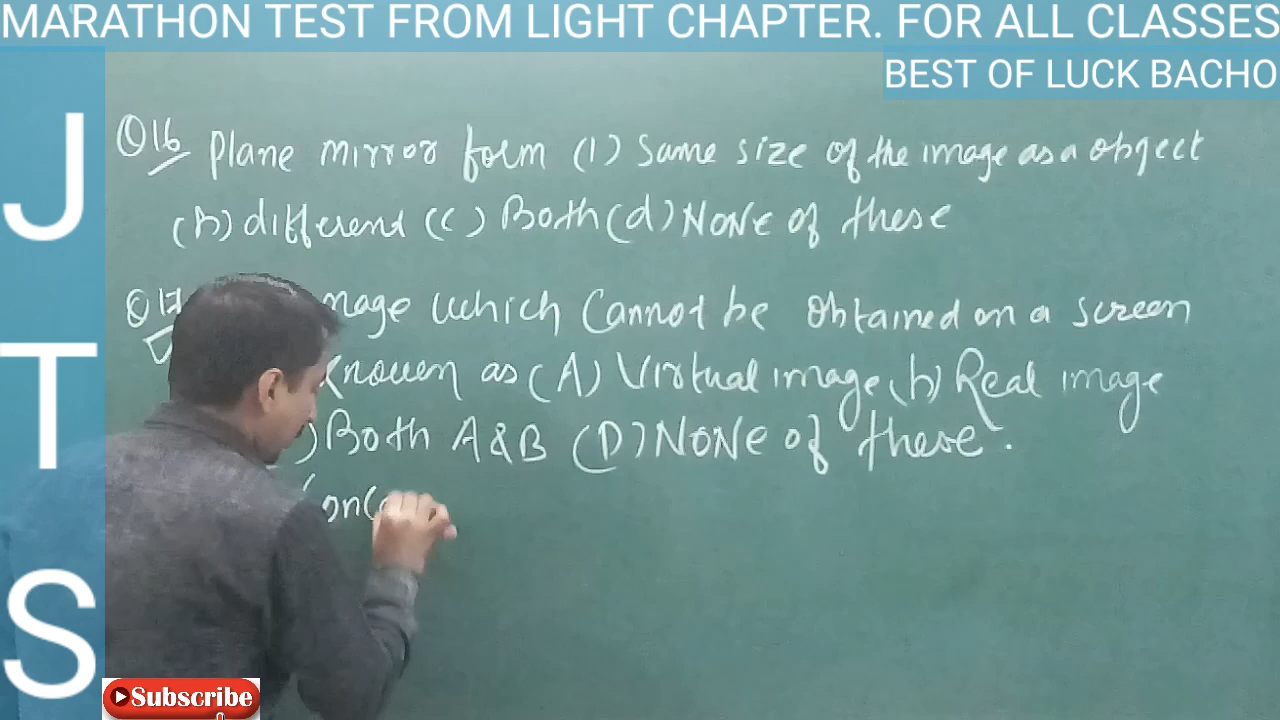 MARATHON TEST FROM LIGHT CHAPTER. FOR ALL CLASSES
BEST OF LUCK BACHO
J
T
S
Q16 Plane mirror form (1) Same size of the image as a object
(B) different (C) Both (d) NONE of these
Q17 mage which Cannot be obtained on a screen
known as (A) Virtual image (b) Real image
) Both A & B (D) NONE of these.
Conc
Subscribe